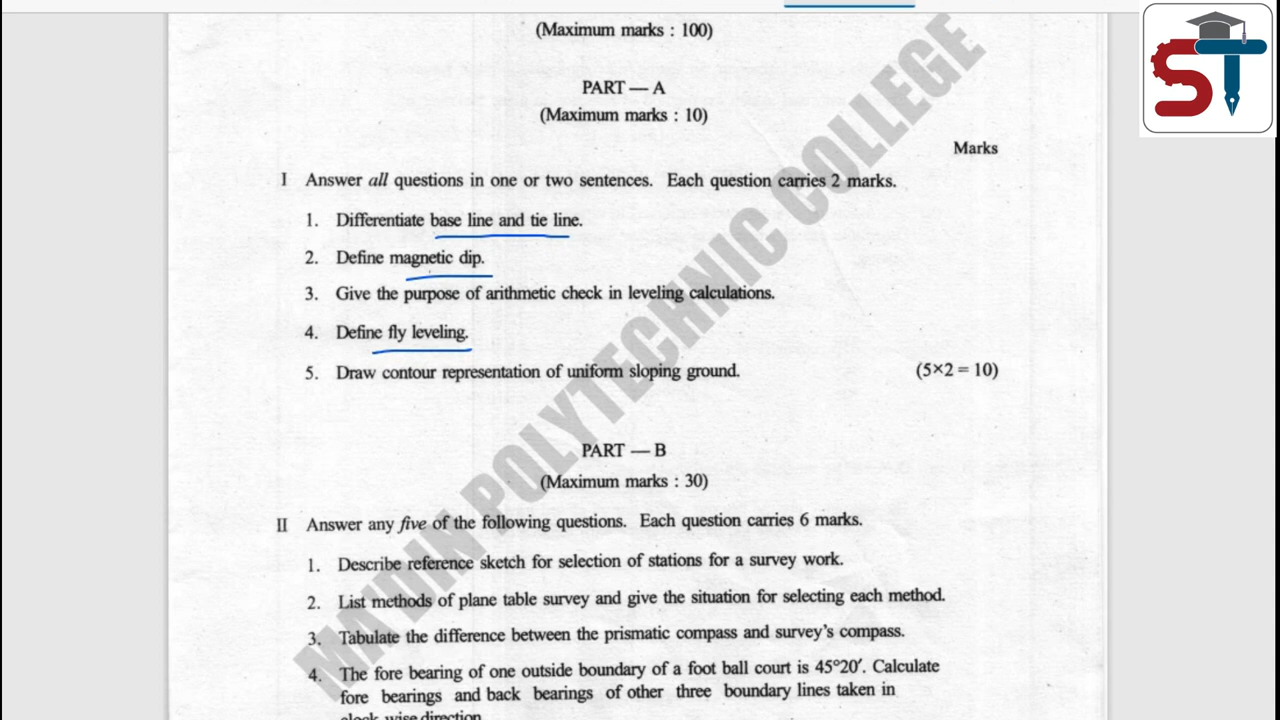 (Maximum marks : 100)
PART — A
(Maximum marks : 10)
Marks
I Answer all questions in one or two sentences. Each question carries 2 marks.
1. Differentiate base line and tie line.
2. Define magnetic dip.
3. Give the purpose of arithmetic check in leveling calculations.
4. Define fly leveling.
5. Draw contour representation of uniform sloping ground. (5×2 = 10)
PART — B
(Maximum marks : 30)
II Answer any five of the following questions. Each question carries 6 marks.
1. Describe reference sketch for selection of stations for a survey work.
2. List methods of plane table survey and give the situation for selecting each method.
3. Tabulate the difference between the prismatic compass and survey's compass.
4. The fore bearing of one outside boundary of a foot ball court is 45°20′. Calculate
fore bearings and back bearings of other three boundary lines taken in
clock wise direction
MA'DIN POLYTECHNIC COLLEGE
ST